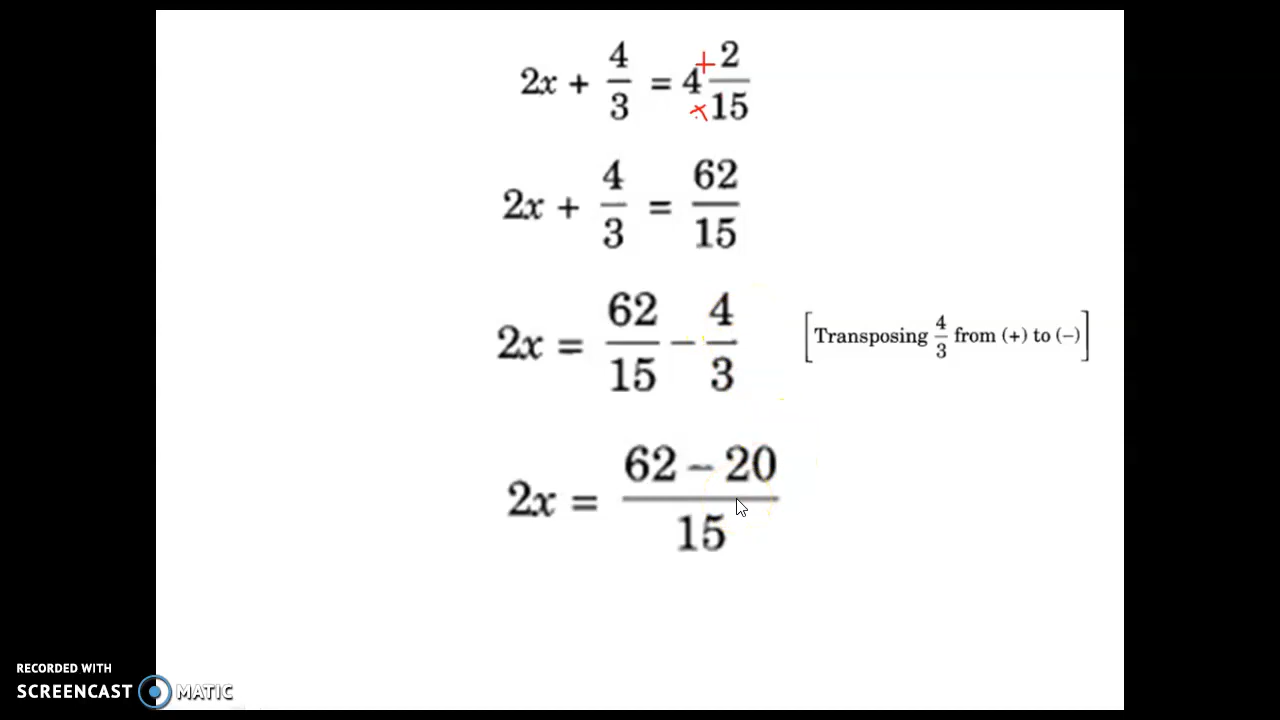 2x + 4/3 = 4 + × 2/15
2x + 4/3 = 62/15
2x = 62/15 − 4/3 [Transposing 4/3 from (+) to (−)]
2x = (62 − 20)/15
RECORDED WITH
SCREENCAST MATIC